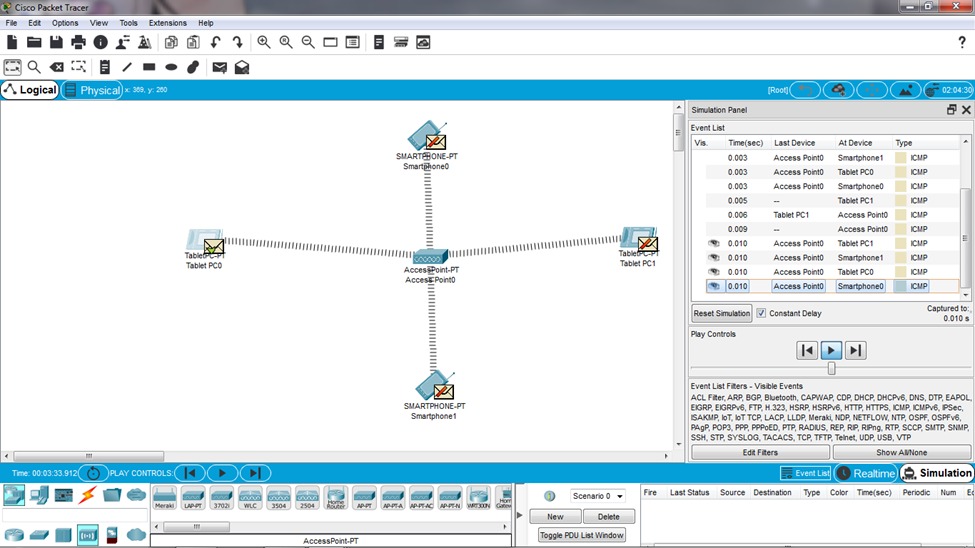 Cisco Packet Tracer
File Edit Options View Tools Extensions Help
?
Logical Physical x: 369, y: 260 [Root] 02:04:30
SMARTPHONE-PT
Smartphone0
TabletPC-PT
Tablet PC0
AccessPoint-PT
Access Point0
TabletPC-PT
Tablet PC1
SMARTPHONE-PT
Smartphone1
Simulation Panel
Event List
Vis. Time(sec) Last Device At Device Type
0.003 Access Point0 Smartphone1 ICMP
0.003 Access Point0 Tablet PC0 ICMP
0.003 Access Point0 Smartphone0 ICMP
0.005 -- Tablet PC1 ICMP
0.006 Tablet PC1 Access Point0 ICMP
0.009 -- Access Point0 ICMP
0.010 Access Point0 Tablet PC1 ICMP
0.010 Access Point0 Smartphone1 ICMP
0.010 Access Point0 Tablet PC0 ICMP
0.010 Access Point0 Smartphone0 ICMP
Reset Simulation Constant Delay Captured to:
0.010 s
Play Controls
Event List Filters - Visible Events
ACL Filter, ARP, BGP, Bluetooth, CAPWAP, CDP, DHCP, DHCPv6, DNS, DTP, EAPOL,
EIGRP, EIGRPv6, FTP, H.323, HSRP, HSRPv6, HTTP, HTTPS, ICMP, ICMPv6, IPSec,
ISAKMP, IoT, IoT TCP, LACP, LLDP, Meraki, NDP, NETFLOW, NTP, OSPF, OSPFv6,
PAgP, POP3, PPP, PPPoED, PTP, RADIUS, REP, RIP, RIPng, RTP, SCCP, SMTP, SNMP,
SSH, STP, SYSLOG, TACACS, TCP, TFTP, Telnet, UDP, USB, VTP
Edit Filters Show All/None
Time: 00:03:33.912 PLAY CONTROLS: Event List Realtime Simulation
Meraki LAP-PT 3702i WLC 3504 2504 Home Router AP-PT AP-PT-A AP-PT-AC AP-PT-N WRT300N Home Gatew
AccessPoint-PT
Scenario 0
New Delete
Toggle PDU List Window
Fire Last Status Source Destination Type Color Time(sec) Periodic Num Ec